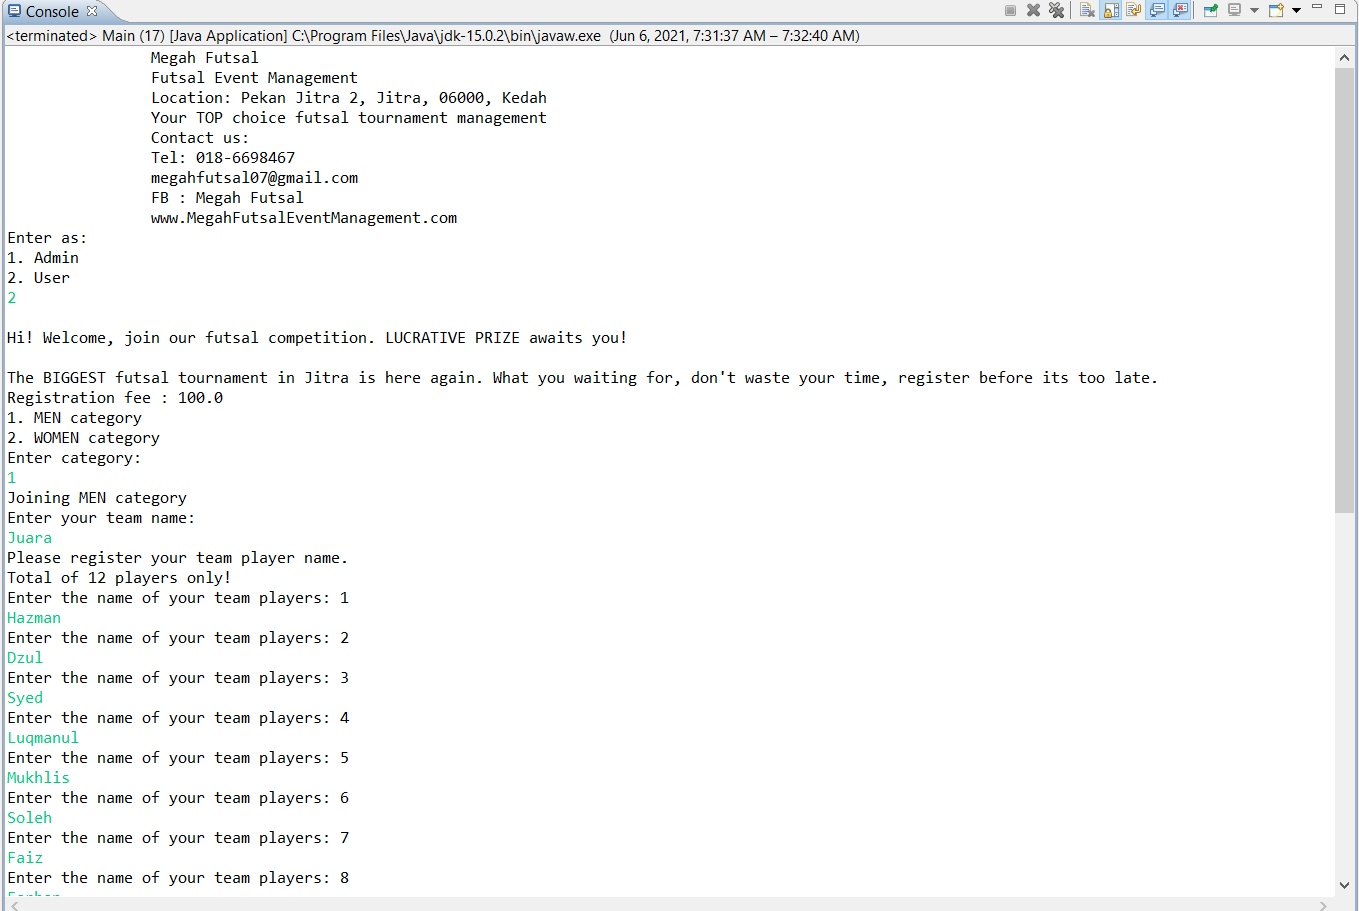 Console
<terminated> Main (17) [Java Application] C:\Program Files\Java\jdk-15.0.2\bin\javaw.exe (Jun 6, 2021, 7:31:37 AM – 7:32:40 AM)
Megah Futsal
Futsal Event Management
Location: Pekan Jitra 2, Jitra, 06000, Kedah
Your TOP choice futsal tournament management
Contact us:
Tel: 018-6698467
megahfutsal07@gmail.com
FB : Megah Futsal
www.MegahFutsalEventManagement.com
Enter as:
1. Admin
2. User
2
Hi! Welcome, join our futsal competition. LUCRATIVE PRIZE awaits you!
The BIGGEST futsal tournament in Jitra is here again. What you waiting for, don't waste your time, register before its too late.
Registration fee : 100.0
1. MEN category
2. WOMEN category
Enter category:
1
Joining MEN category
Enter your team name:
Juara
Please register your team player name.
Total of 12 players only!
Enter the name of your team players: 1
Hazman
Enter the name of your team players: 2
Dzul
Enter the name of your team players: 3
Syed
Enter the name of your team players: 4
Luqmanul
Enter the name of your team players: 5
Mukhlis
Enter the name of your team players: 6
Soleh
Enter the name of your team players: 7
Faiz
Enter the name of your team players: 8